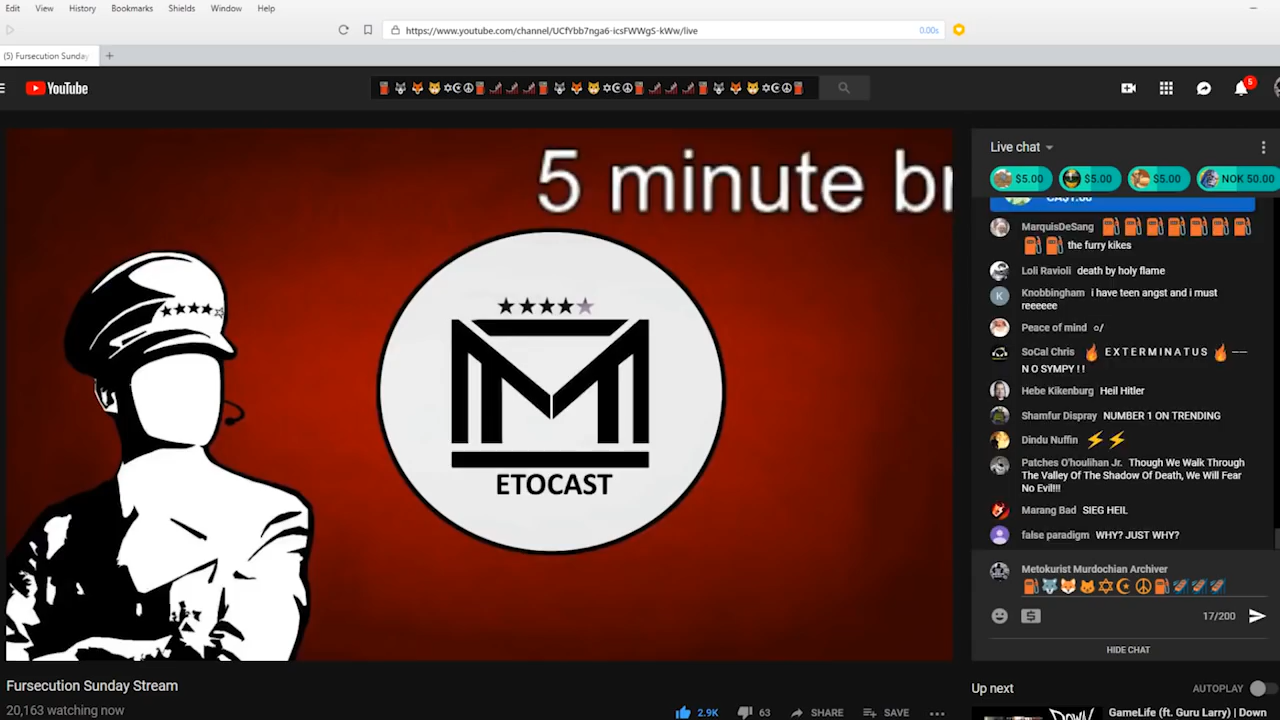 Edit View History Bookmarks Shields Window Help
https://www.youtube.com/channel/UCfYbb7nga6-icsFWWgS-kWw/live 0.00s
(5) Fursecution Sunday
YouTube
5
5 minute br
★★★★☆
★★★★★
M
ETOCAST
Live chat
$5.00 $5.00 $5.00 NOK 50.00
CA$1.00
MarquisDeSang ⛽⛽⛽⛽⛽⛽⛽
⛽⛽ the furry kikes
Loli Ravioli death by holy flame
K Knobbingham i have teen angst and i must
reeeeee
Peace of mind o/
SoCal Chris 🔥 E X T E R M I N A T U S 🔥 ──
N O S Y M P Y ! !
Hebe Kikenburg Heil Hitler
Shamfur Dispray NUMBER 1 ON TRENDING
Dindu Nuffin ⚡⚡
Patches O'houlihan Jr. Though We Walk Through
The Valley Of The Shadow Of Death, We Will Fear
No Evil!!!
Marang Bad SIEG HEIL
false paradigm WHY? JUST WHY?
Metokurist Murdochian Archiver
17/200
HIDE CHAT
Fursecution Sunday Stream
20,163 watching now
2.9K 63 SHARE SAVE
Up next AUTOPLAY
DOWN
GameLife (ft. Guru Larry) | Down